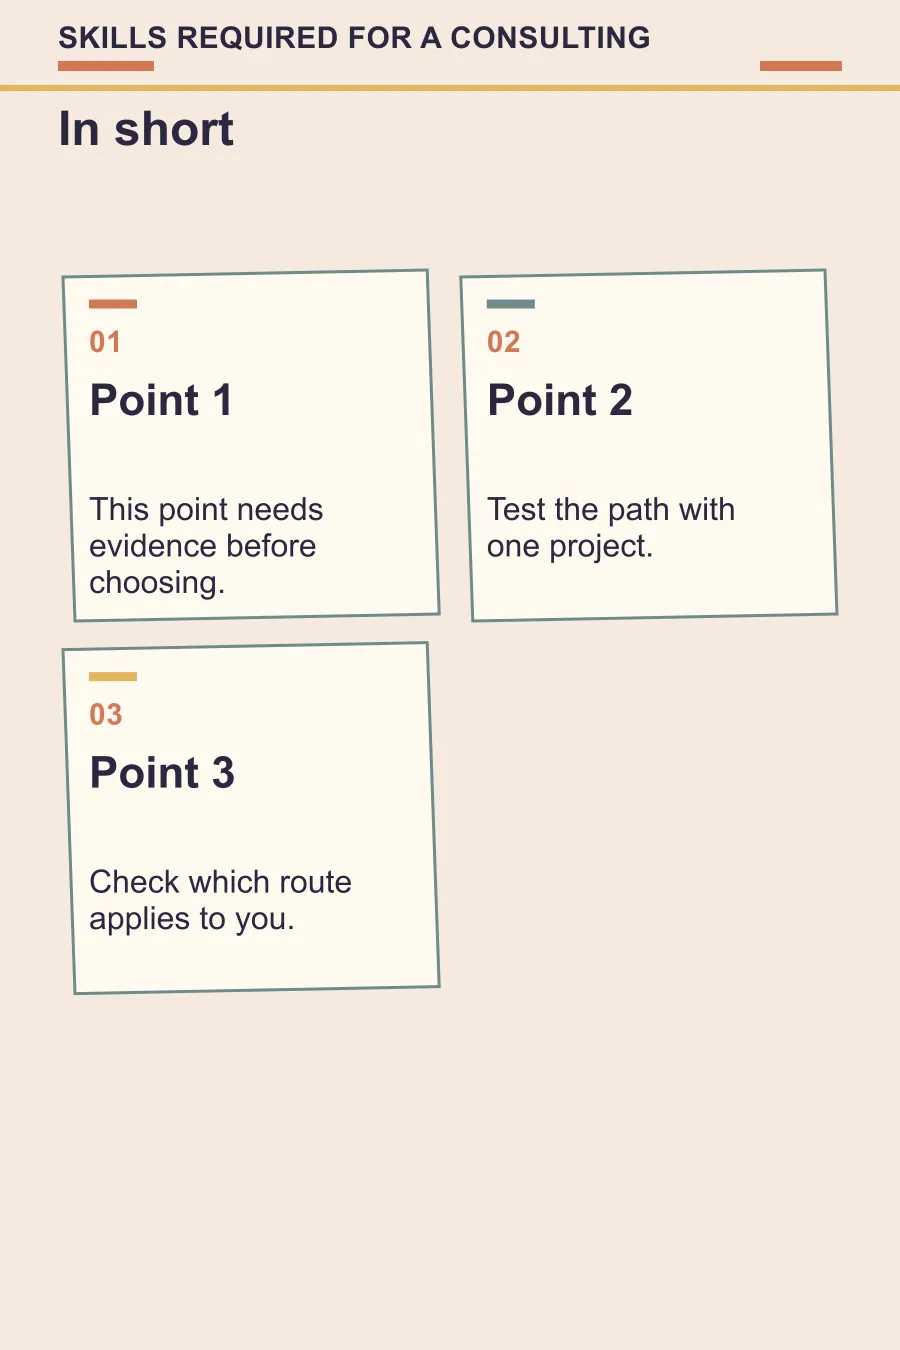 SKILLS REQUIRED FOR A CONSULTING
In short
01
Point 1
This point needs
evidence before
choosing.
02
Point 2
Test the path with
one project.
03
Point 3
Check which route
applies to you.